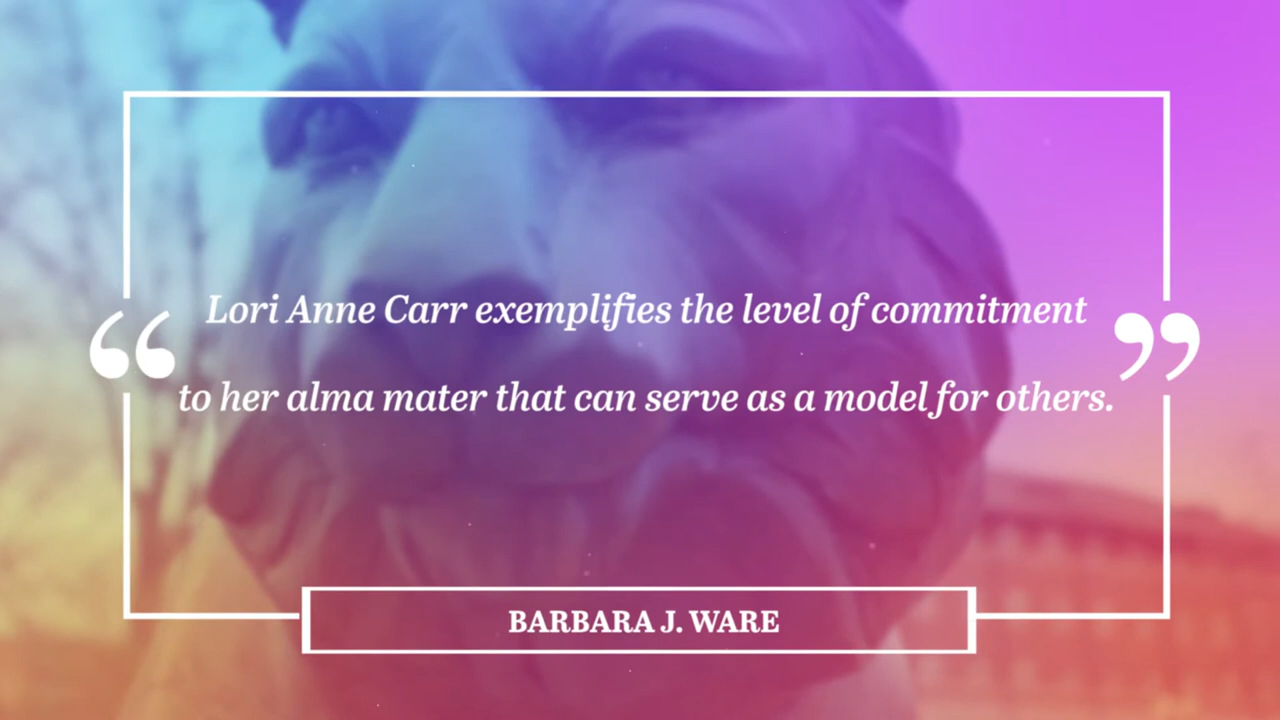 “Lori Anne Carr exemplifies the level of commitment
to her alma mater that can serve as a model for others.”
BARBARA J. WARE